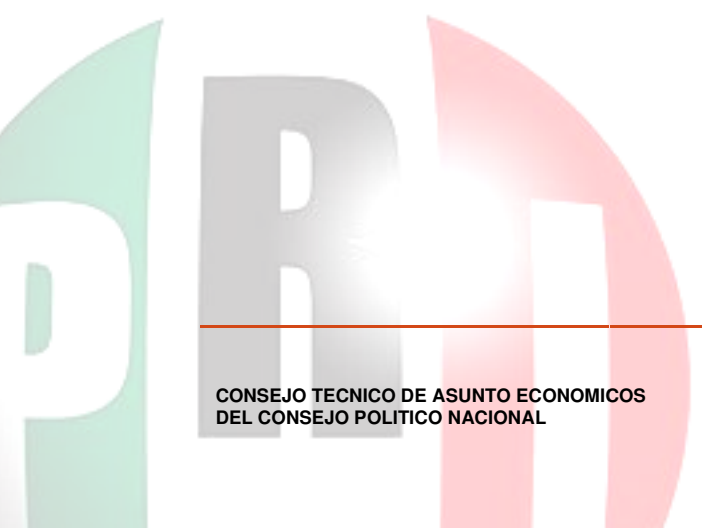 PRI
CONSEJO TECNICO DE ASUNTO ECONOMICOS
DEL CONSEJO POLITICO NACIONAL